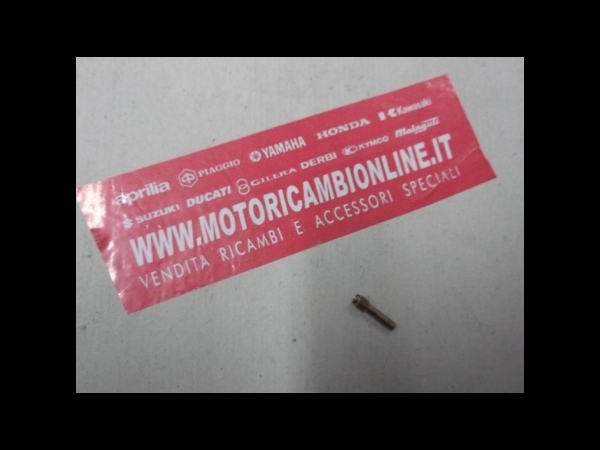 aprilia PIAGGIO YAMAHA HONDA Kawasaki
SUZUKI DUCATI GILERA DERBI KYMCO Malaguti
WWW.MOTORICAMBIONLINE.IT
VENDITA RICAMBI E ACCESSORI SPECIALI